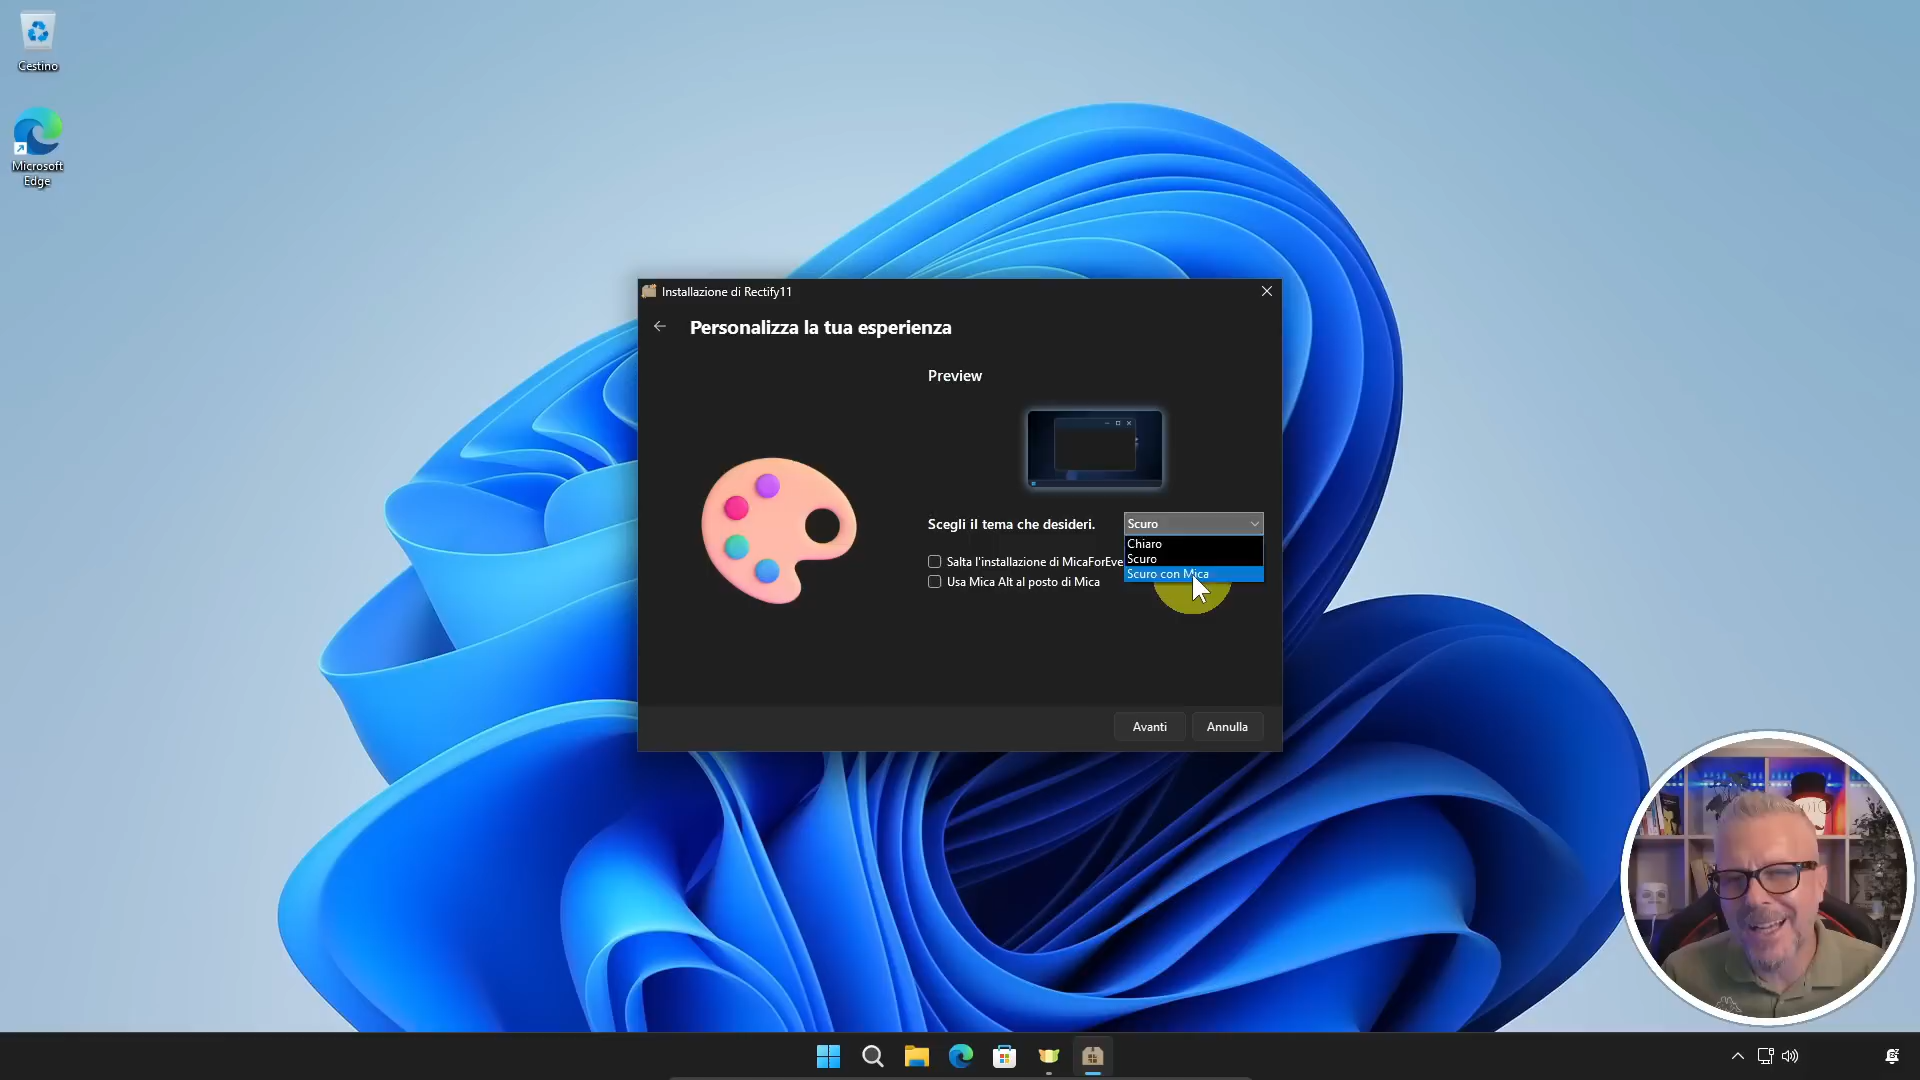 Cestino
Microsoft
Edge
Installazione di Rectify11
Personalizza la tua esperienza
Preview
Scegli il tema che desideri.
Scuro
Chiaro
Scuro
Scuro con Mica
Salta l'installazione di MicaForEve
Usa Mica Alt al posto di Mica
Avanti
Annulla